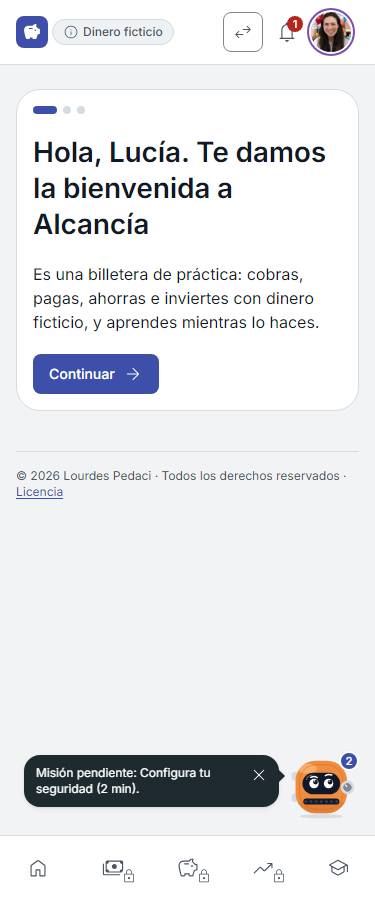 Dinero ficticio
1
Hola, Lucía. Te damos
la bienvenida a
Alcancía
Es una billetera de práctica: cobras,
pagas, ahorras e inviertes con dinero
ficticio, y aprendes mientras lo haces.
Continuar
© 2026 Lourdes Pedaci · Todos los derechos reservados ·
Licencia
Misión pendiente: Configura tu
seguridad (2 min).
2